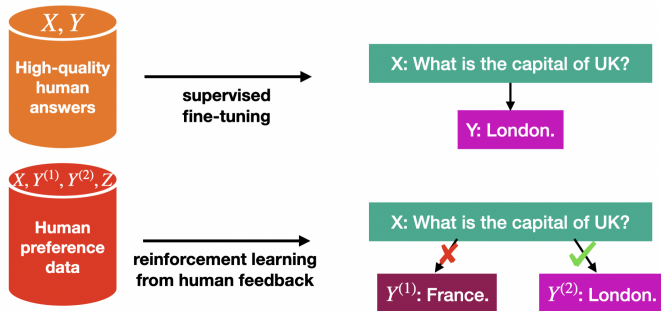 X, Y
High-quality
human
answers
supervised
fine-tuning
X: What is the capital of UK?
Y: London.
X, Y⁽¹⁾, Y⁽²⁾, Z
Human
preference
data
reinforcement learning
from human feedback
X: What is the capital of UK?
Y⁽¹⁾: France.
Y⁽²⁾: London.